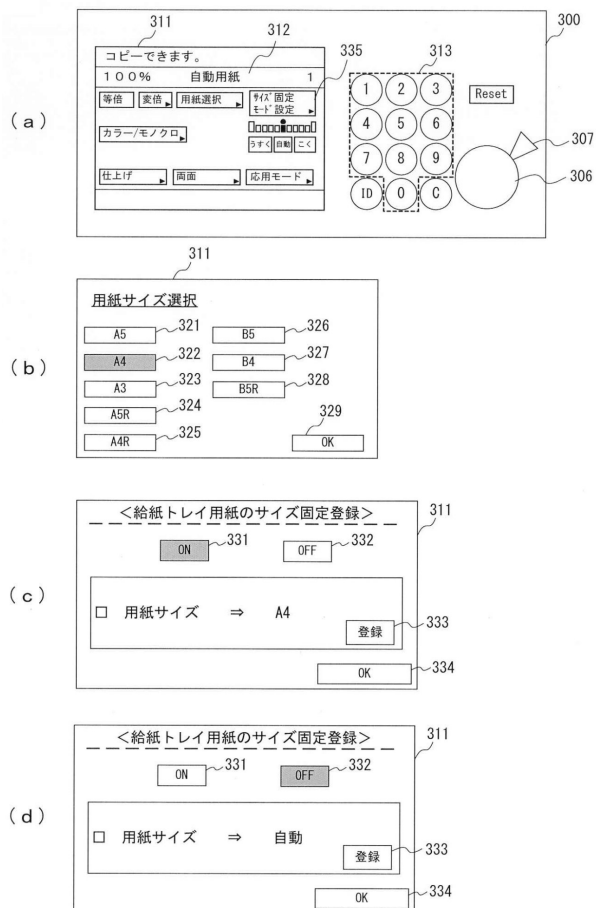 311
300
コピーできます。
312
100% 自動用紙 1
335
313
等倍 変倍 用紙選択 ｻｲｽﾞ固定
ﾓｰﾄﾞ設定
1 2 3
Reset
(a)
カラー/モノクロ
うすく 自動 こく
4 5 6
307
7 8 9
306
仕上げ 両面 応用モード
ID 0 C
311
用紙サイズ選択
A5 321 B5 326
(b)
A4 322 B4 327
A3 323 B5R 328
A5R 324
329
A4R 325 OK
<給紙トレイ用紙のサイズ固定登録>
311
ON 331 OFF 332
(c)
□ 用紙サイズ ⇒ A4
登録 333
OK 334
<給紙トレイ用紙のサイズ固定登録>
311
ON 331 OFF 332
(d)
□ 用紙サイズ ⇒ 自動
登録 333
OK 334